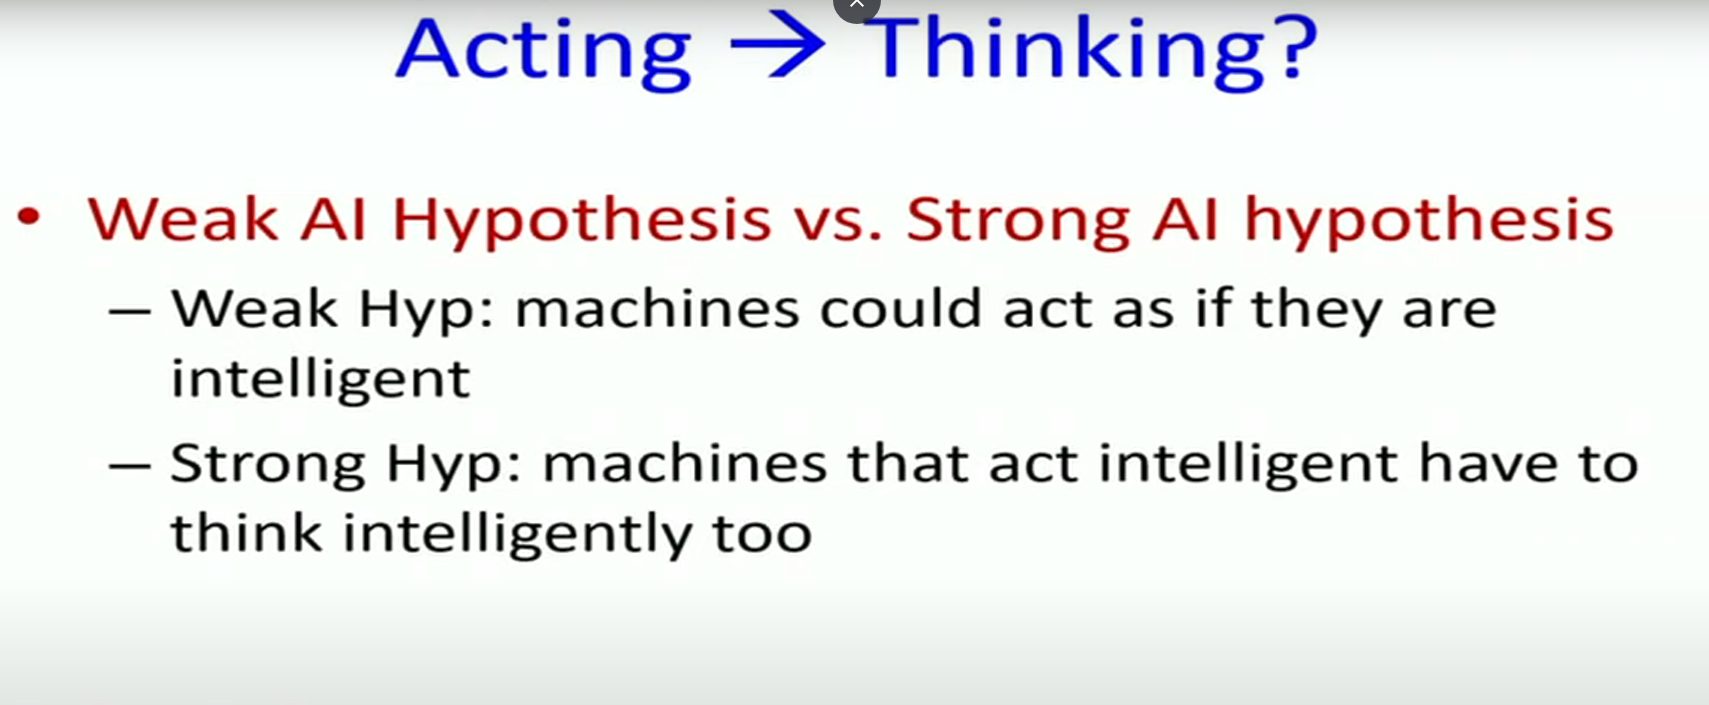 Acting → Thinking?
• Weak AI Hypothesis vs. Strong AI hypothesis
– Weak Hyp: machines could act as if they are
intelligent
– Strong Hyp: machines that act intelligent have to
think intelligently too